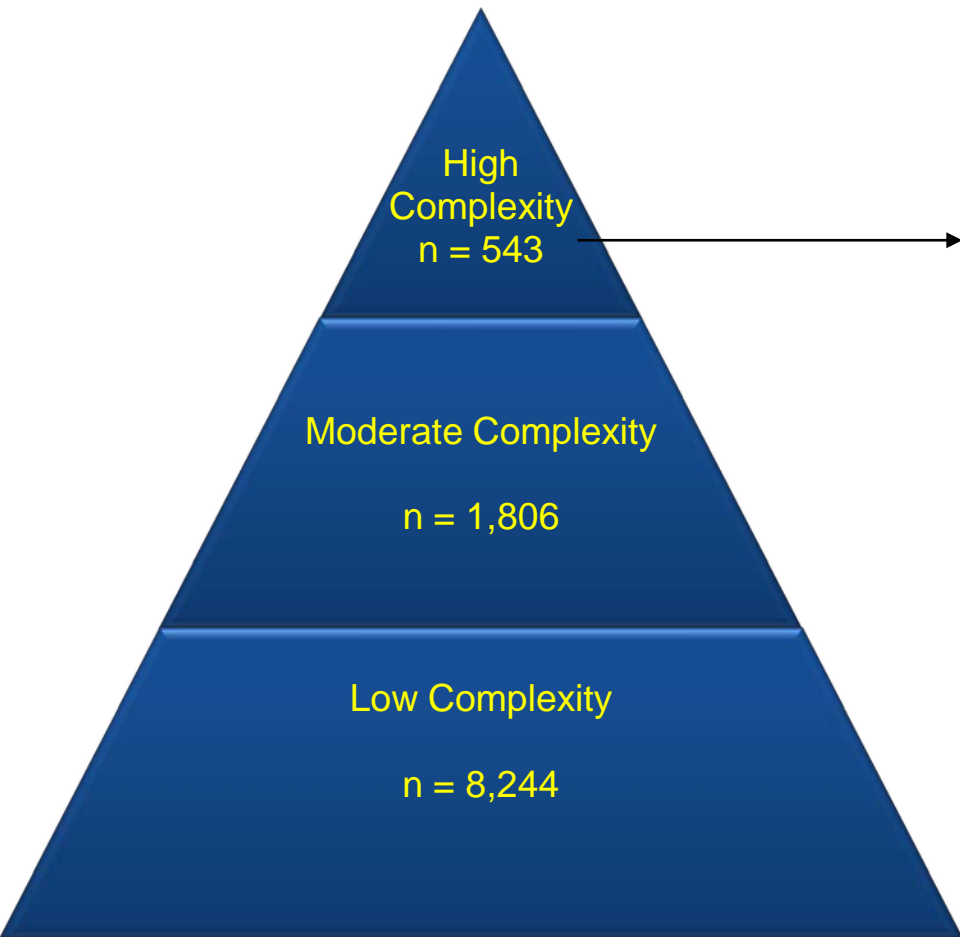 High
Complexity
n = 543
Moderate Complexity
n = 1,806
Low Complexity
n = 8,244